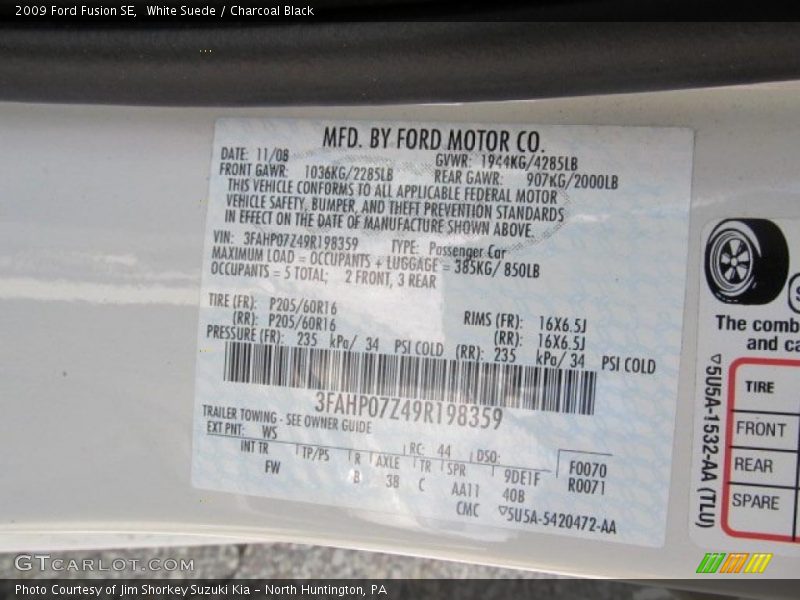 2009 Ford Fusion SE, White Suede / Charcoal Black
MFD. BY FORD MOTOR CO.
DATE: 11/08 GVWR: 1944KG/4285LB
FRONT GAWR: 1036KG/2285LB REAR GAWR: 907KG/2000LB
THIS VEHICLE CONFORMS TO ALL APPLICABLE FEDERAL MOTOR
VEHICLE SAFETY, BUMPER, AND THEFT PREVENTION STANDARDS
IN EFFECT ON THE DATE OF MANUFACTURE SHOWN ABOVE.
VIN: 3FAHP07Z49R198359 TYPE: Passenger Car
MAXIMUM LOAD = OCCUPANTS + LUGGAGE = 385KG/ 850LB
OCCUPANTS = 5 TOTAL; 2 FRONT, 3 REAR
TIRE (FR): P205/60R16 RIMS (FR): 16X6.5J
(RR): P205/60R16 (RR): 16X6.5J
PRESSURE (FR): 235 kPa/ 34 PSI COLD (RR): 235 kPa/ 34 PSI COLD
3FAHP07Z49R198359
TRAILER TOWING - SEE OWNER GUIDE
EXT PNT: WS RC: 44 DSO: F0070
INT TR TP/PS R AXLE TR SPR 9DE1F R0071
FW B 38 C AA11 40B
CMC ▽5U5A-5420472-AA
The comb
and ca
▽5U5A-1532-AA (TLU)
TIRE
FRONT
REAR
SPARE
GTCARLOT.COM
Photo Courtesy of Jim Shorkey Suzuki Kia - North Huntington, PA